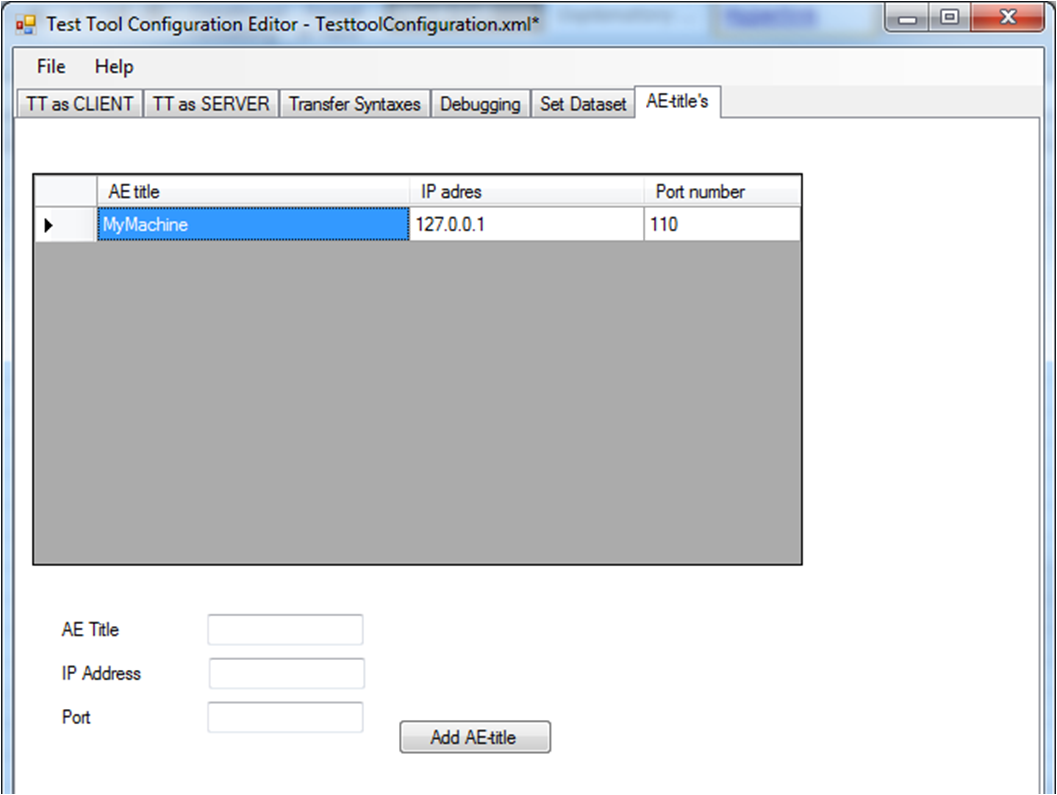 Test Tool Configuration Editor - TesttoolConfiguration.xml*
File Help
TT as CLIENT TT as SERVER Transfer Syntaxes Debugging Set Dataset AE-title's
AE title IP adres Port number
MyMachine 127.0.0.1 110
AE Title
IP Address
Port
Add AE-title